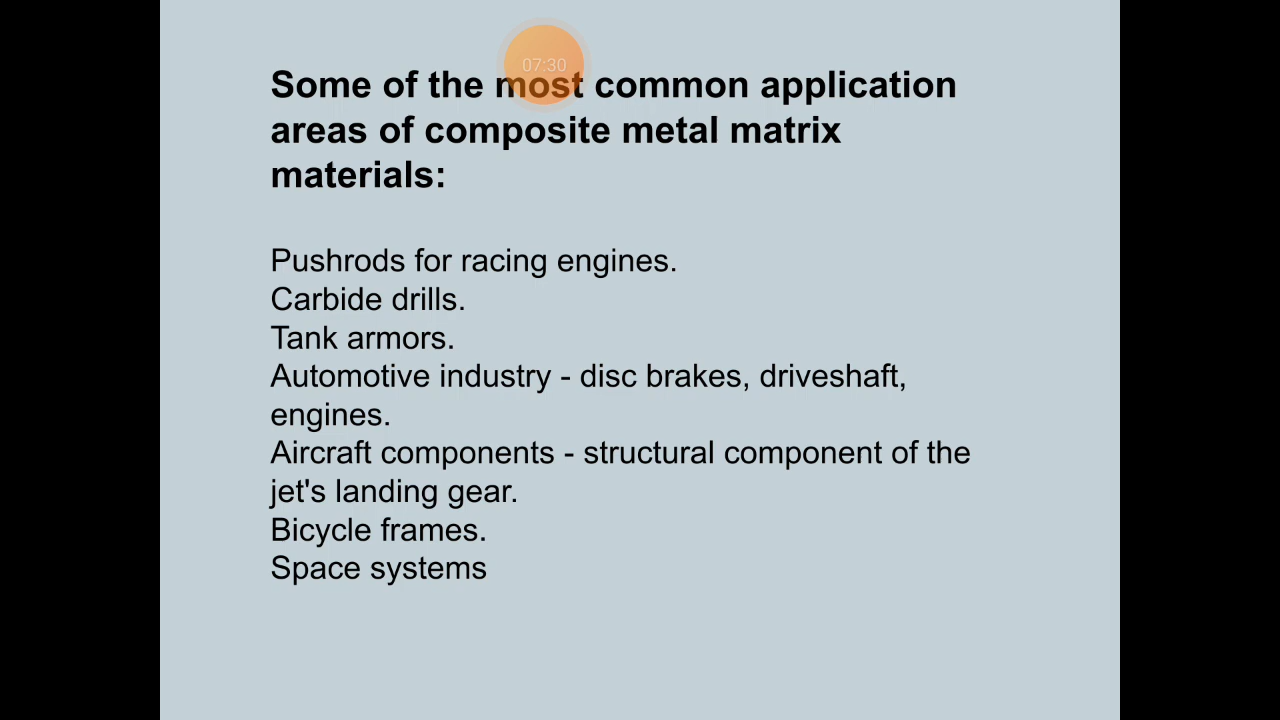 07:30
Some of the most common application
areas of composite metal matrix
materials:
Pushrods for racing engines.
Carbide drills.
Tank armors.
Automotive industry - disc brakes, driveshaft,
engines.
Aircraft components - structural component of the
jet's landing gear.
Bicycle frames.
Space systems